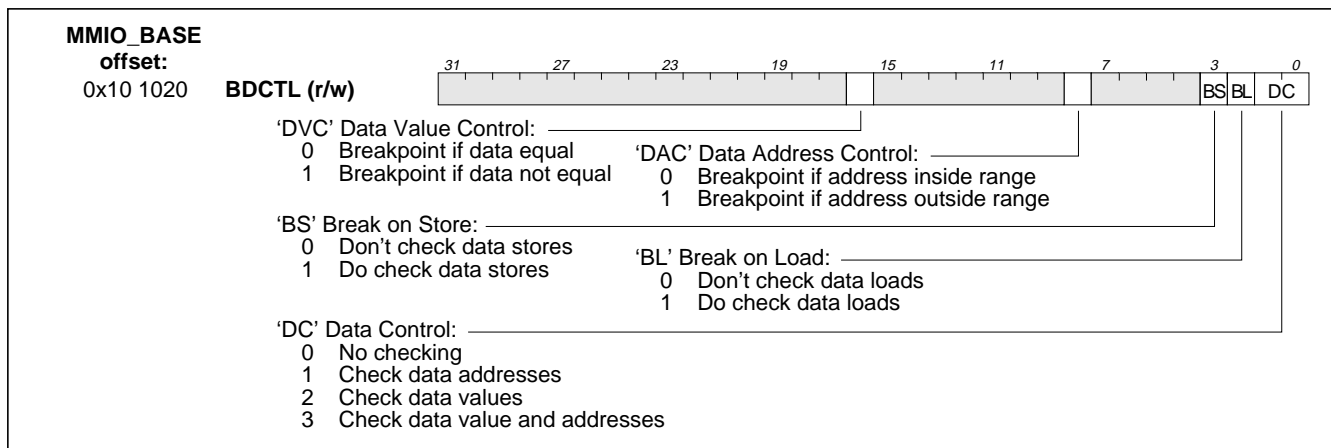 MMIO_BASE
offset:
31 27 23 19 15 11 7 3 0
0x10 1020 BDCTL (r/w) BS BL DC
‘DVC’ Data Value Control:
0 Breakpoint if data equal
1 Breakpoint if data not equal
‘DAC’ Data Address Control:
0 Breakpoint if address inside range
1 Breakpoint if address outside range
‘BS’ Break on Store:
0 Don’t check data stores
1 Do check data stores
‘BL’ Break on Load:
0 Don’t check data loads
1 Do check data loads
‘DC’ Data Control:
0 No checking
1 Check data addresses
2 Check data values
3 Check data value and addresses